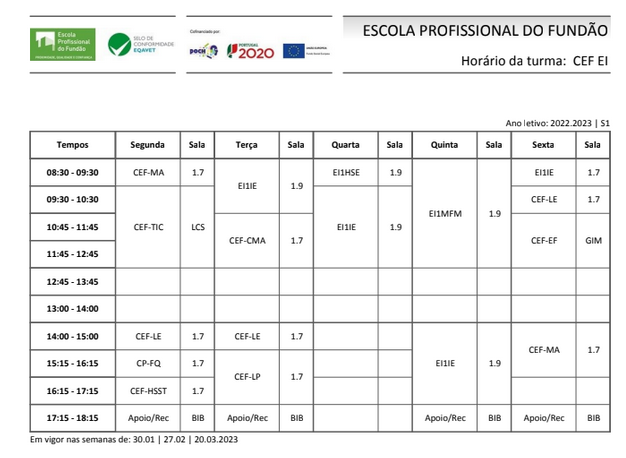 Escola
Profissional
do Fundão
SELO DE
CONFORMIDADE
EQAVET
Cofinanciado por:
POCH
PORTUGAL
2020
UNIÃO EUROPEIA
Fundo Social Europeu
ESCOLA PROFISSIONAL DO FUNDÃO
Horário da turma: CEF EI
Ano letivo: 2022.2023 | S1
Tempos Segunda Sala Terça Sala Quarta Sala Quinta Sala Sexta Sala
08:30 - 09:30 CEF-MA 1.7 EI1IE 1.9 EI1HSE 1.9 EI1MFM 1.9 EI1IE 1.7
09:30 - 10:30 CEF-TIC LCS EI1IE 1.9 CEF-LE 1.7
10:45 - 11:45 CEF-CMA 1.7 CEF-EF GIM
11:45 - 12:45
12:45 - 13:45
13:00 - 14:00
14:00 - 15:00 CEF-LE 1.7 CEF-LE 1.7 EI1IE 1.9 CEF-MA 1.7
15:15 - 16:15 CP-FQ 1.7 CEF-LP 1.7
16:15 - 17:15 CEF-HSST 1.7
17:15 - 18:15 Apoio/Rec BIB Apoio/Rec BIB Apoio/Rec BIB Apoio/Rec BIB
Em vigor nas semanas de: 30.01 | 27.02 | 20.03.2023